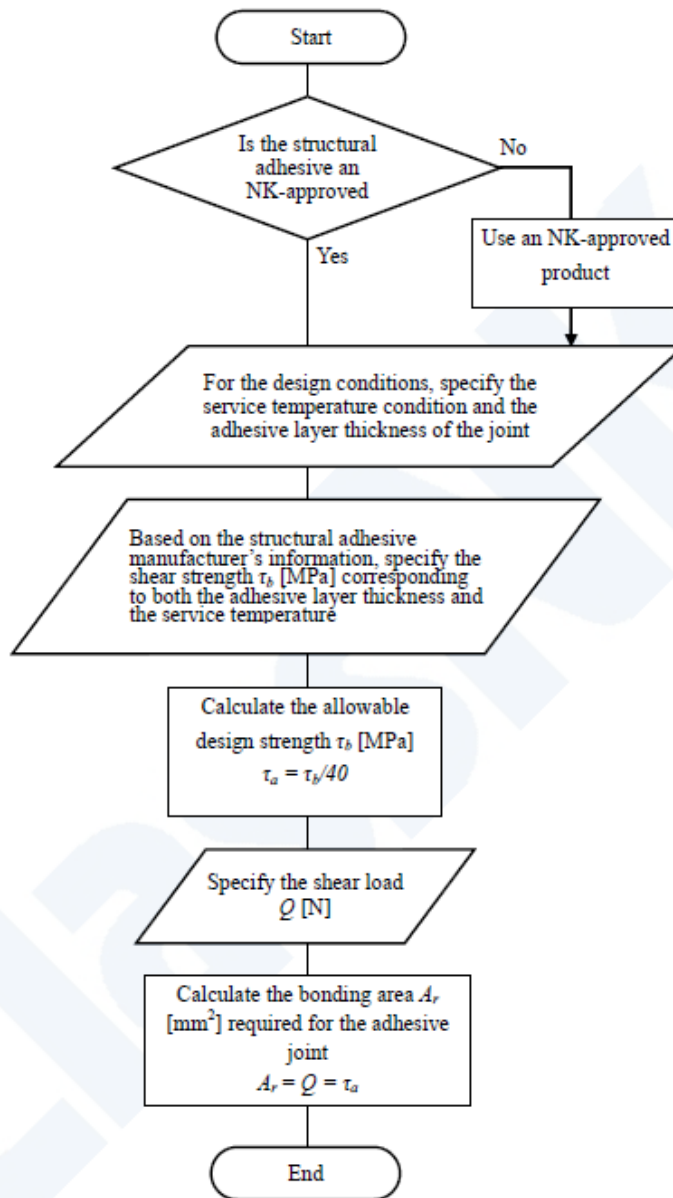 Start
Is the structural
adhesive an
NK-approved
No
Use an NK-approved
product
Yes
For the design conditions, specify the
service temperature condition and the
adhesive layer thickness of the joint
Based on the structural adhesive
manufacturer's information, specify the
shear strength τb [MPa] corresponding
to both the adhesive layer thickness and
the service temperature
Calculate the allowable
design strength τb [MPa]
τa = τb/40
Specify the shear load
Q [N]
Calculate the bonding area Ar
[mm²] required for the adhesive
joint
Ar = Q = τa
End